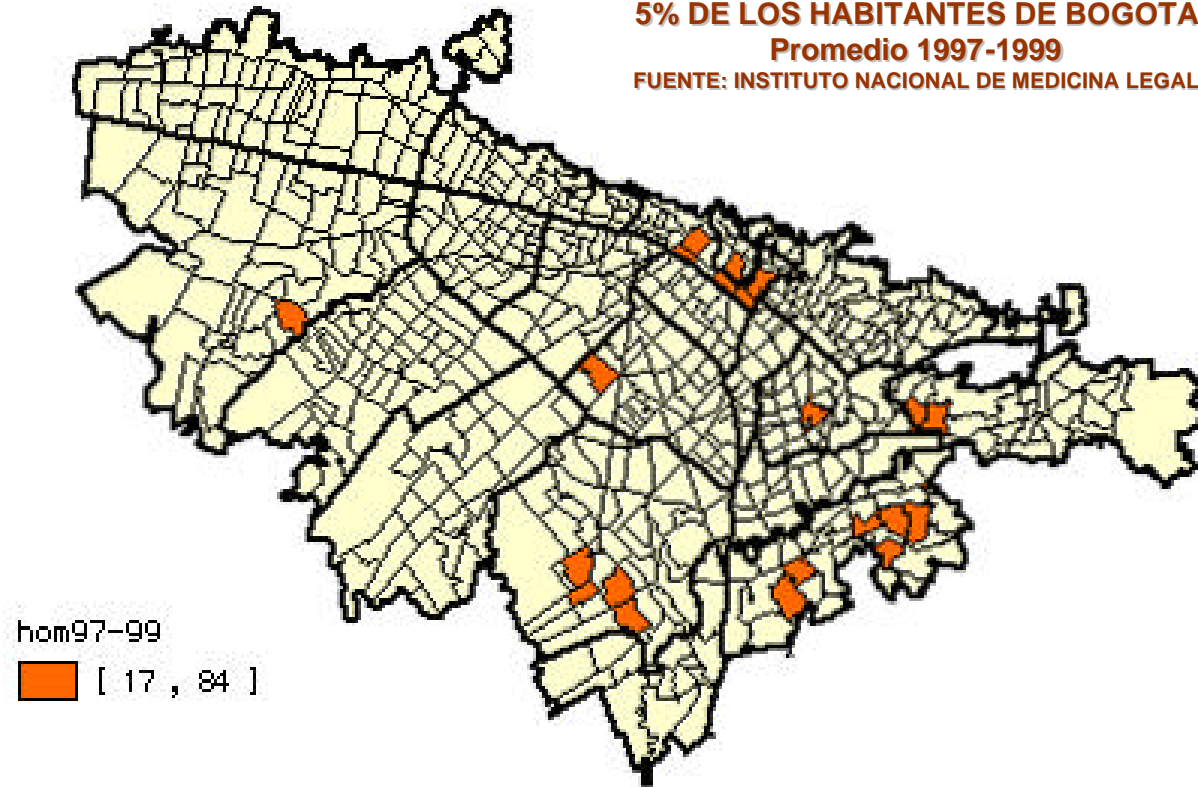 5% DE LOS HABITANTES DE BOGOTA
Promedio 1997-1999
FUENTE: INSTITUTO NACIONAL DE MEDICINA LEGAL
hom97-99
[ 17 , 84 ]